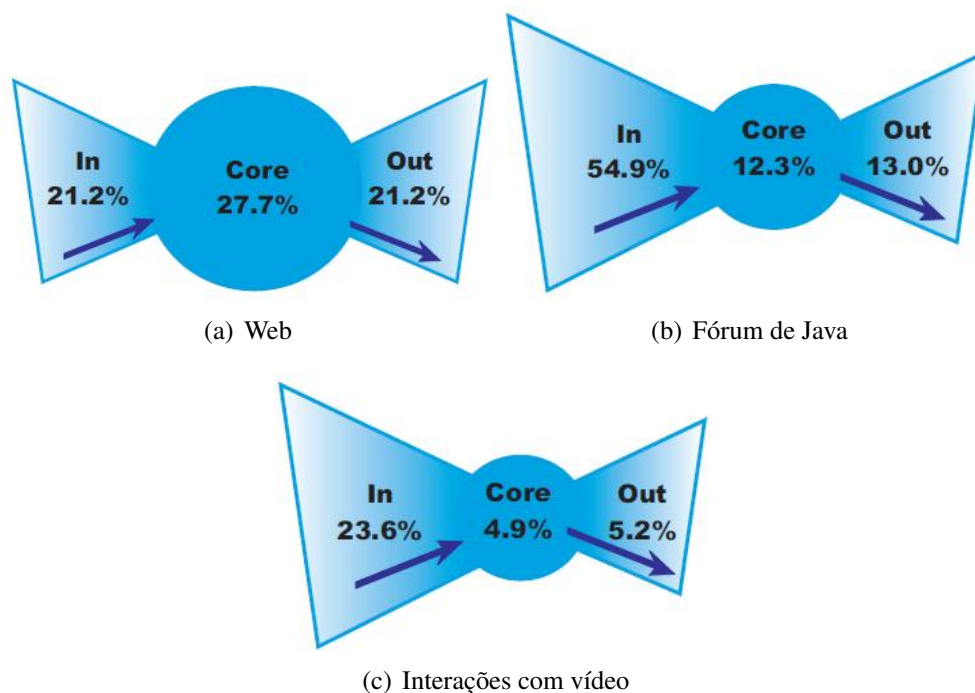 In
21.2%
Core
27.7%
Out
21.2%
(a) Web
In
54.9%
Core
12.3%
Out
13.0%
(b) Fórum de Java
In
23.6%
Core
4.9%
Out
5.2%
(c) Interações com vídeo